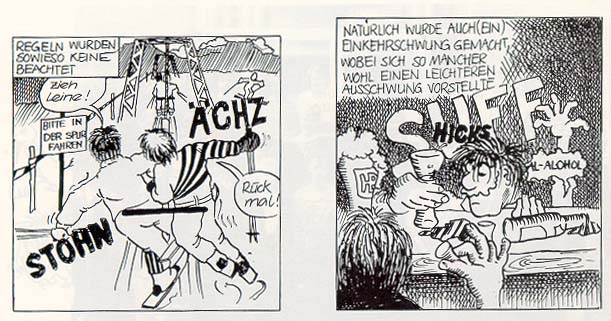 REGELN WURDEN
SOWIESO KEINE
BEACHTET
zieh
Leine!
BITTE IN
DER SPUR
FAHREN
ÄCHZ
Rück
mal!
STÖHN
NATÜRLICH WURDE AUCH(EIN)
EINKEHRSCHWUNG GEMACHT,
WOBEI SICH SO MANCHER
WOHL EINEN LEICHTEREN
AUSSCHWUNG VORSTELLTE
SUFF
HICKS
AL-ALOHOL